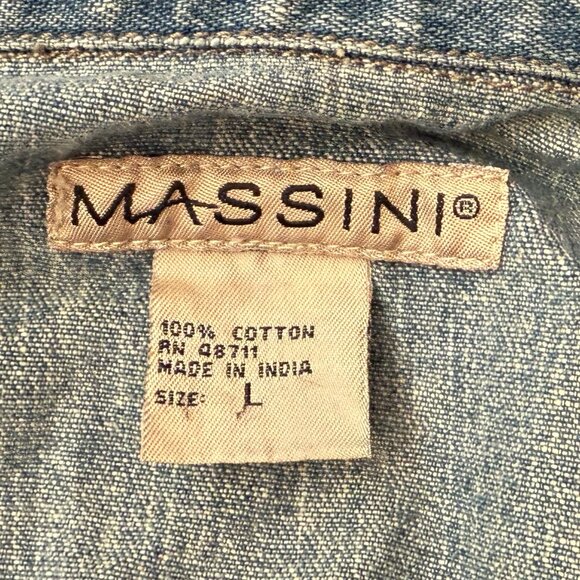 MASSINI®
100% COTTON
RN 48711
MADE IN INDIA
SIZE: L